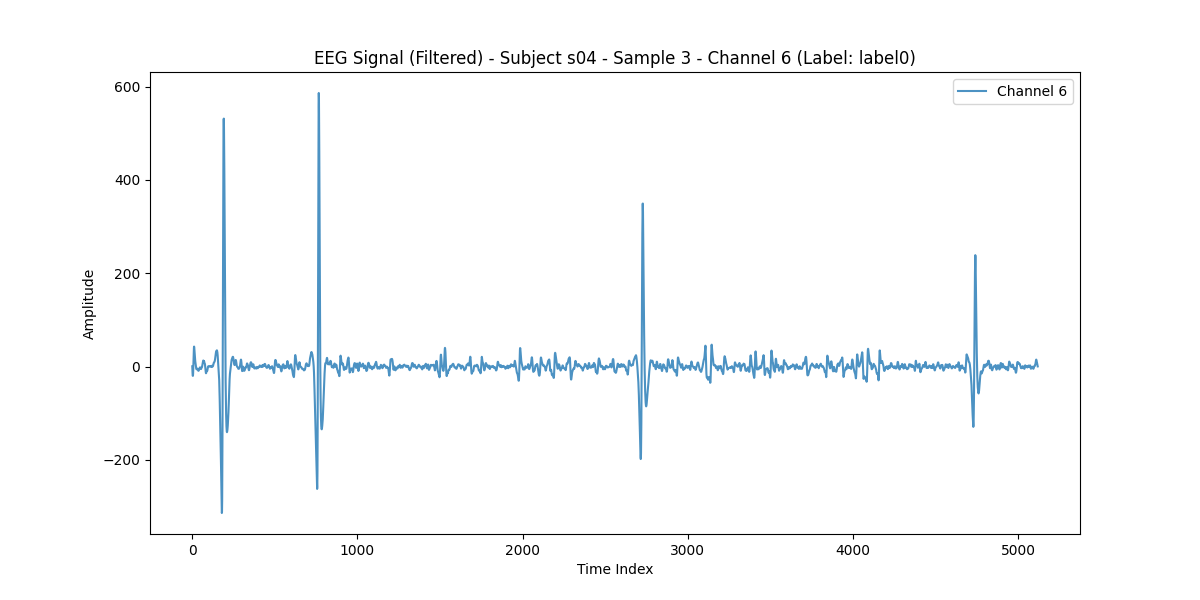 EEG Signal (Filtered) - Subject s04 - Sample 3 - Channel 6 (Label: label0)
Channel 6
600
400
200
0
−200
Amplitude
0 1000 2000 3000 4000 5000
Time Index